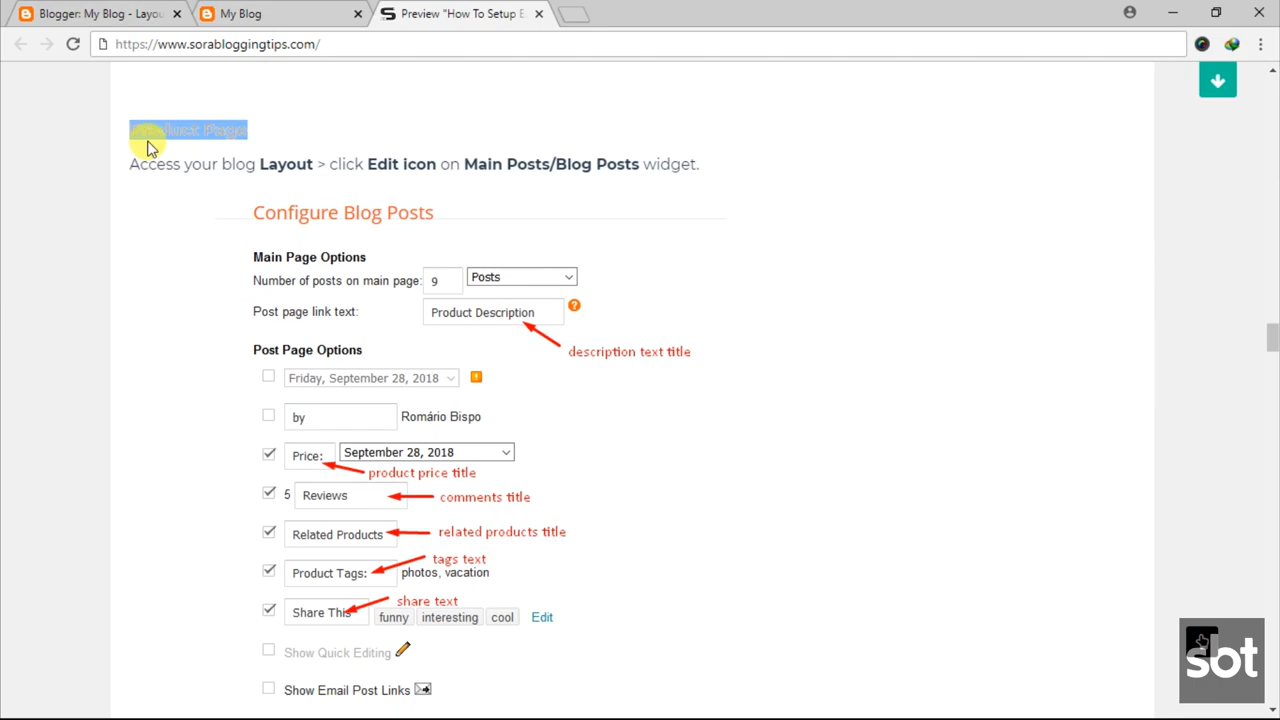 Blogger: My Blog - Layou
My Blog
Preview "How To Setup E
https://www.sorabloggingtips.com/
Product Page
Access your blog Layout > click Edit icon on Main Posts/Blog Posts widget.
Configure Blog Posts
Main Page Options
Number of posts on main page: 9 Posts
Post page link text: Product Description ?
description text title
Post Page Options
Friday, September 28, 2018
by Romário Bispo
Price: September 28, 2018
product price title
5 Reviews comments title
Related Products related products title
tags text
Product Tags: photos, vacation
share text
Share This funny interesting cool Edit
Show Quick Editing
Show Email Post Links
sbt